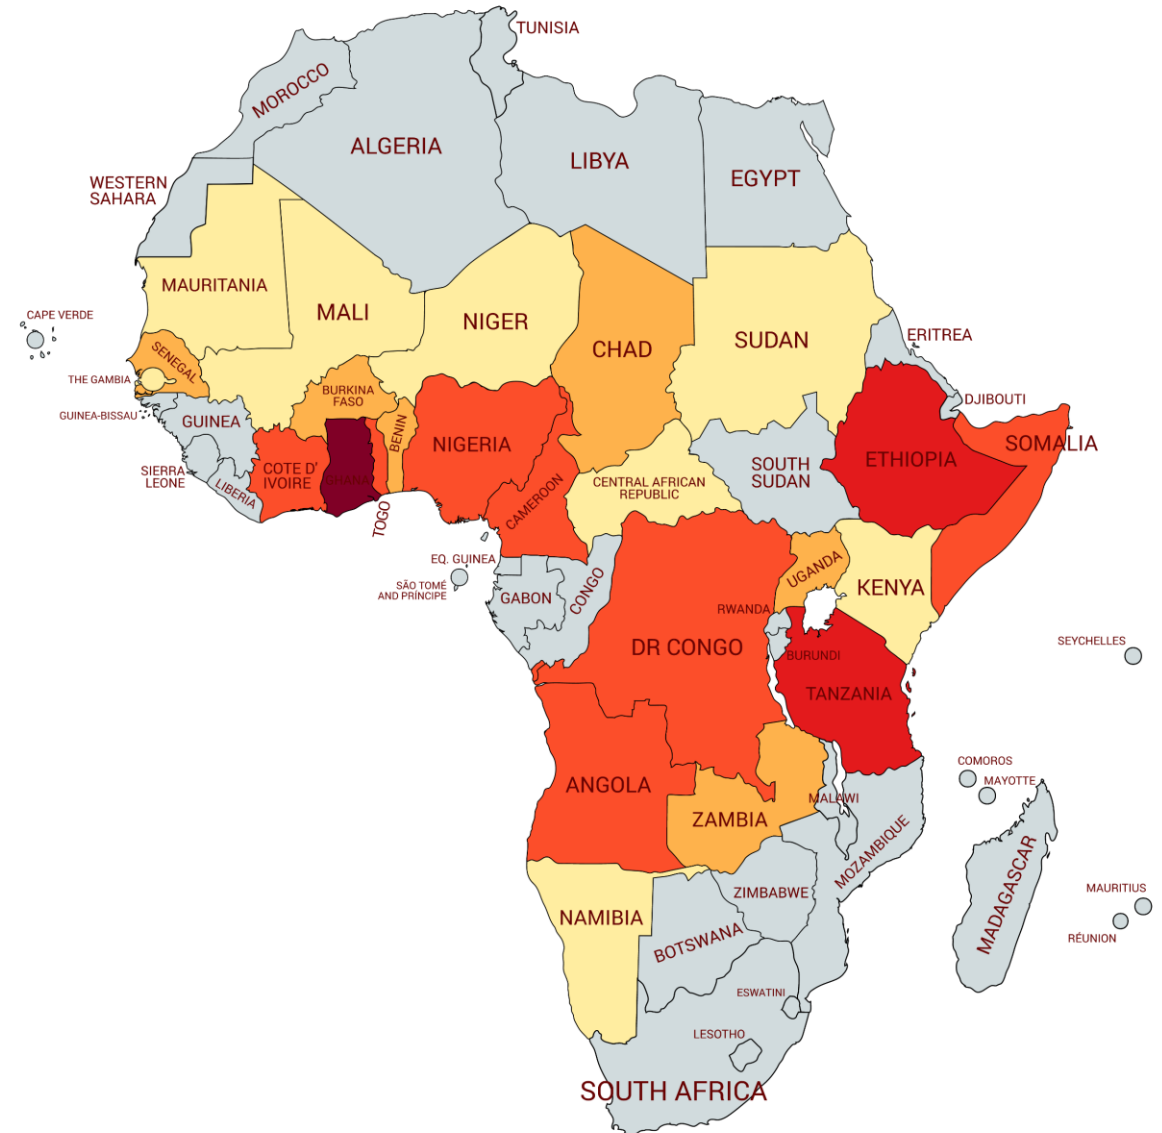 TUNISIA
MOROCCO
ALGERIA
LIBYA
EGYPT
WESTERN
SAHARA
MAURITANIA
MALI
NIGER
CHAD
SUDAN
ERITREA
CAPE VERDE
SENEGAL
THE GAMBIA
GUINEA-BISSAU
GUINEA
BURKINA
FASO
BENIN
NIGERIA
DJIBOUTI
SOMALIA
ETHIOPIA
SIERRA
LEONE
LIBERIA
COTE D'
IVOIRE
GHANA
TOGO
CAMEROON
CENTRAL AFRICAN
REPUBLIC
SOUTH
SUDAN
EQ. GUINEA
SÃO TOMÉ
AND PRÍNCIPE
GABON
CONGO
UGANDA
KENYA
RWANDA
DR CONGO
BURUNDI
TANZANIA
SEYCHELLES
ANGOLA
ZAMBIA
MALAWI
COMOROS
MAYOTTE
MOZAMBIQUE
MADAGASCAR
ZIMBABWE
NAMIBIA
BOTSWANA
MAURITIUS
RÉUNION
ESWATINI
LESOTHO
SOUTH AFRICA